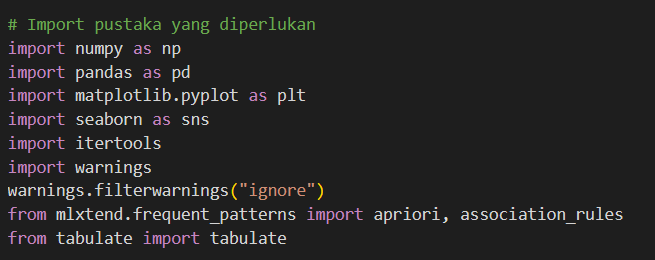 # Import pustaka yang diperlukan
import numpy as np
import pandas as pd
import matplotlib.pyplot as plt
import seaborn as sns
import itertools
import warnings
warnings.filterwarnings("ignore")
from mlxtend.frequent_patterns import apriori, association_rules
from tabulate import tabulate